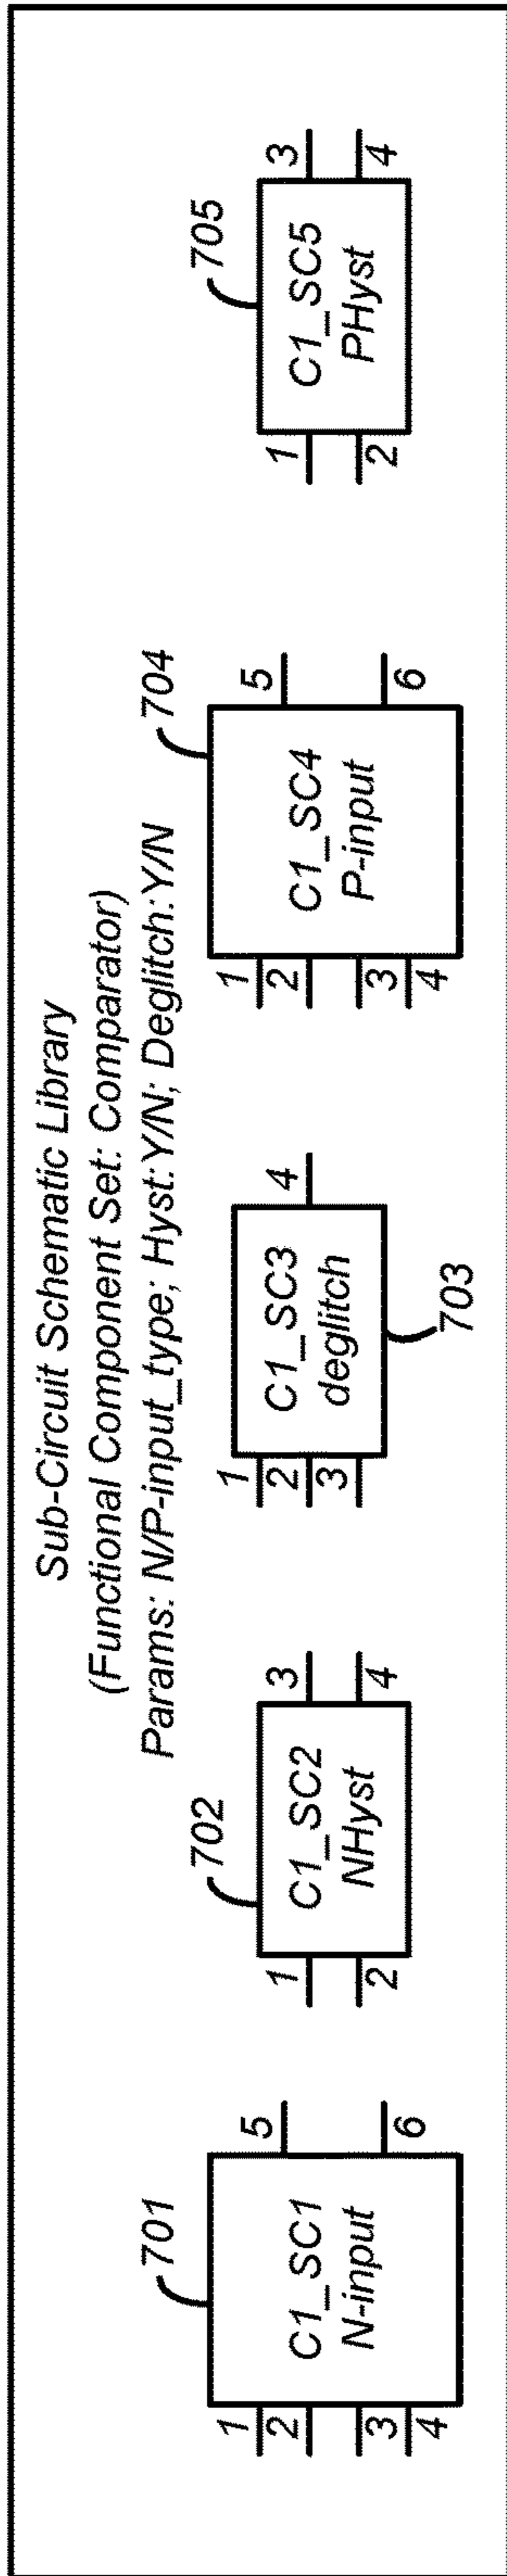 Sub-Circuit Schematic Library
(Functional Component Set: Comparator)
Params: N/P-input_type; Hyst:Y/N; Deglitch:Y/N
701
1
2
3
4
C1_SC1
N-input
5
6
702
1
2
C1_SC2
NHyst
3
4
1
2
3
C1_SC3
deglitch
4
703
704
1
2
3
4
C1_SC4
P-input
5
6
705
1
2
C1_SC5
PHyst
3
4